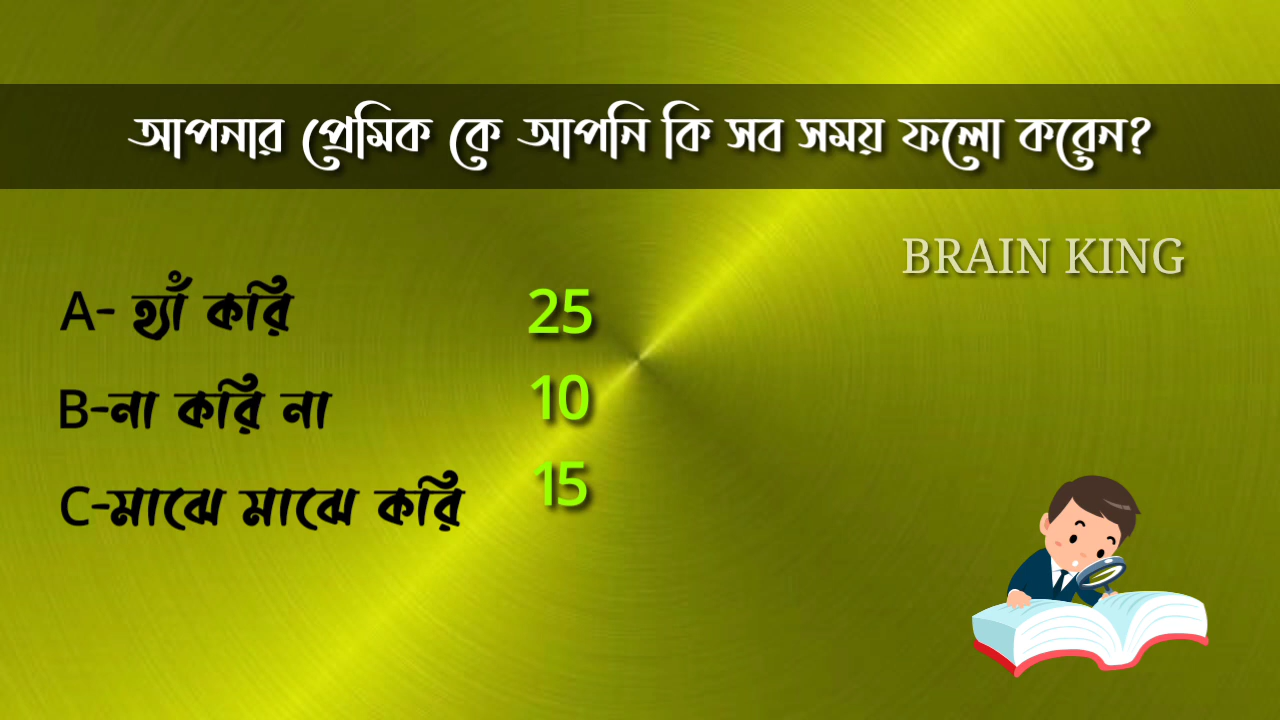 আপনার প্রেমিক কে আপনি কি সব সময় ফলো করেন?
BRAIN KING
A- হ্যাঁ করি 25
B-না করি না 10
C-মাঝে মাঝে করি 15